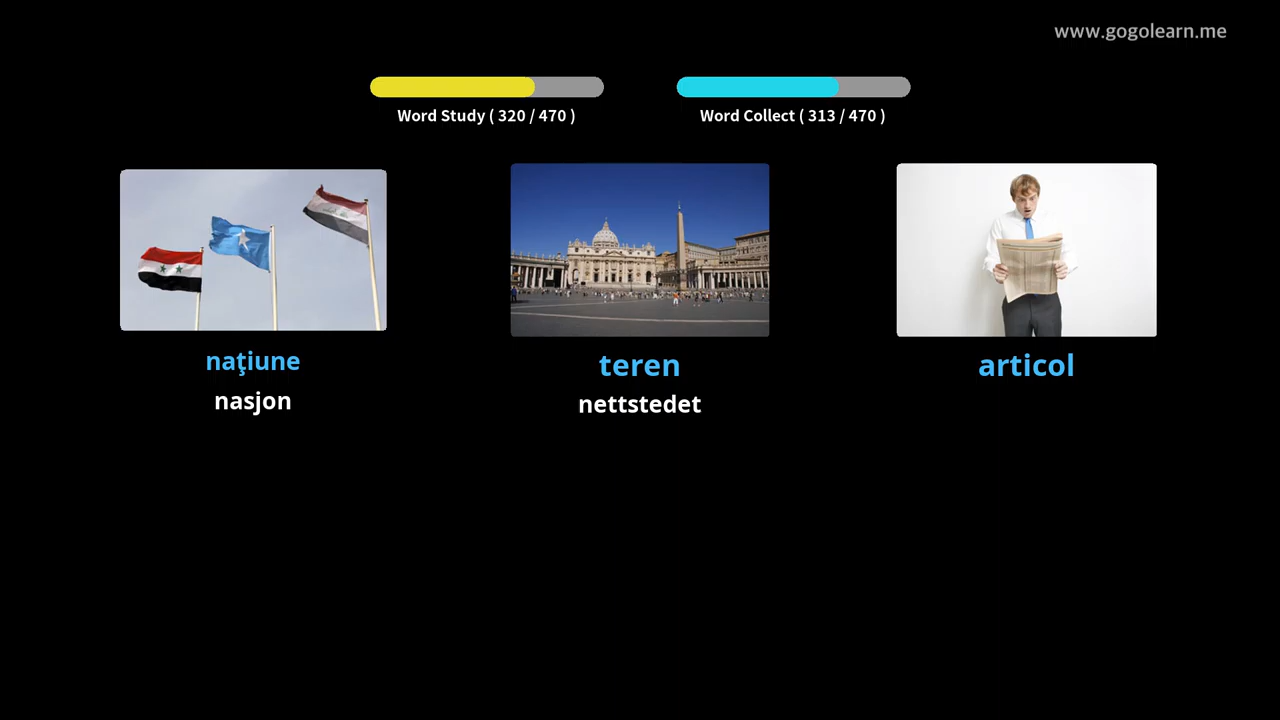 www.gogolearn.me
Word Study ( 320 / 470 )
Word Collect ( 313 / 470 )
naţiune
teren
articol
nasjon
nettstedet